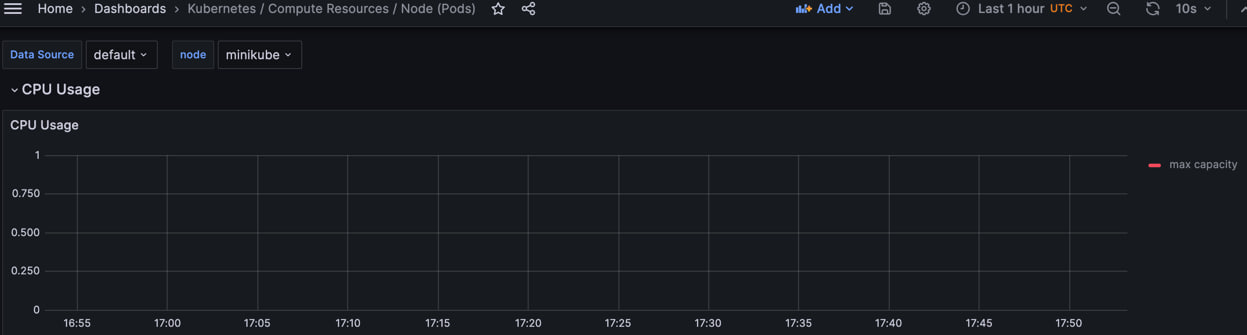 Home > Dashboards > Kubernetes / Compute Resources / Node (Pods) Add Last 1 hour UTC 10s
Data Source default node minikube
CPU Usage
CPU Usage
max capacity
1
0.750
0.500
0.250
0
16:55 17:00 17:05 17:10 17:15 17:20 17:25 17:30 17:35 17:40 17:45 17:50